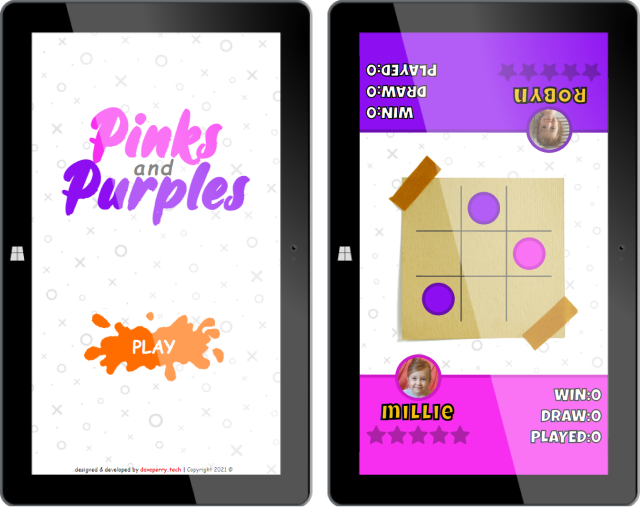 Pinks
and
Purples
PLAY
designed & developed by daveperry.tech | Copyright 2021 ©
PLAYED:0
DRAW:0
WIN:0
ROBYN
MILLIE
WIN:0
DRAW:0
PLAYED:0